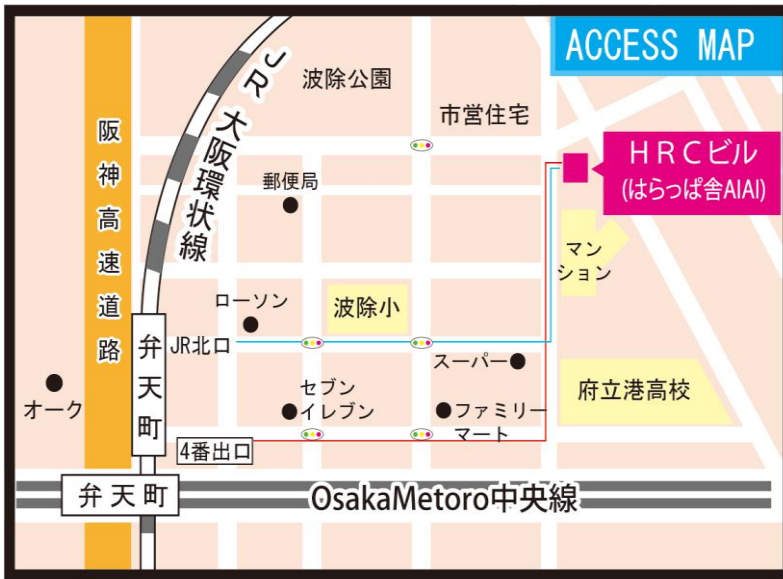 ACCESS MAP
波除公園
JR 大阪環状線
市営住宅
阪神高速道路
HRCビル
(はらっぱ舎AIAI)
郵便局
マン
ション
ローソン
波除小
弁天町
JR北口
スーパー
セブン
イレブン
府立港高校
オーク
ファミリー
マート
4番出口
弁天町
OsakaMetoro中央線